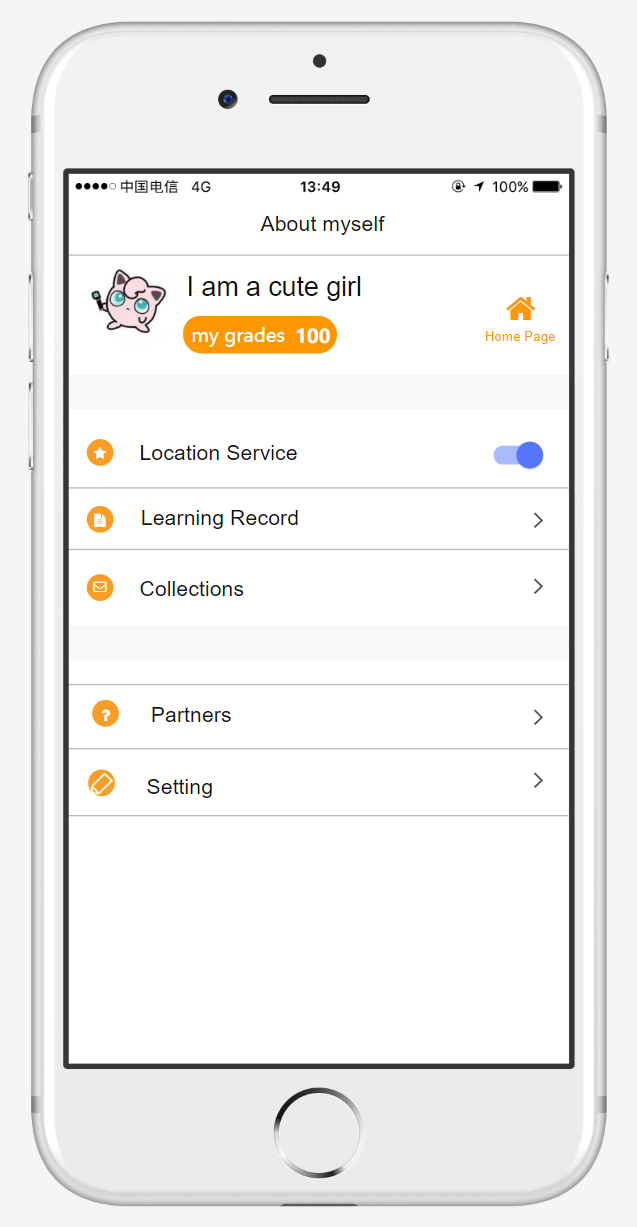 中国电信 4G 13:49 100%
About myself
I am a cute girl
my grades 100
Home Page
Location Service
Learning Record
Collections
Partners
Setting